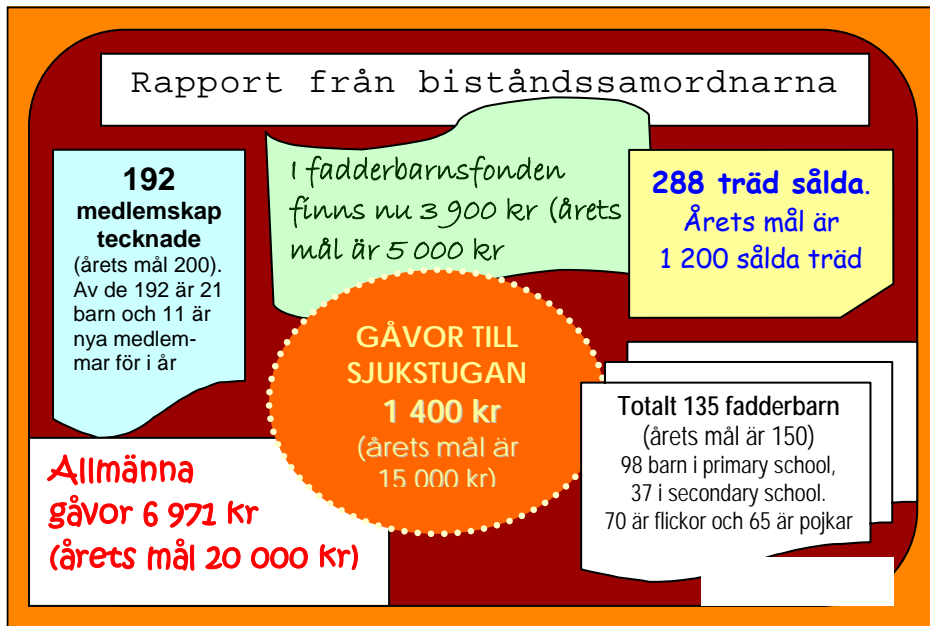 Rapport från biståndssamordnarna
192
medlemskap
tecknade
(årets mål 200).
Av de 192 är 21
barn och 11 är
nya medlem-
mar för i år
I fadderbarnsfonden
finns nu 3 900 kr (årets
mål är 5 000 kr
288 träd sålda.
Årets mål är
1 200 sålda träd
GÅVOR TILL
SJUKSTUGAN
1 400 kr
(årets mål är
15 000 kr)
Totalt 135 fadderbarn
(årets mål är 150)
98 barn i primary school,
37 i secondary school.
70 är flickor och 65 är pojkar
Allmänna
gåvor 6 971 kr
(årets mål 20 000 kr)